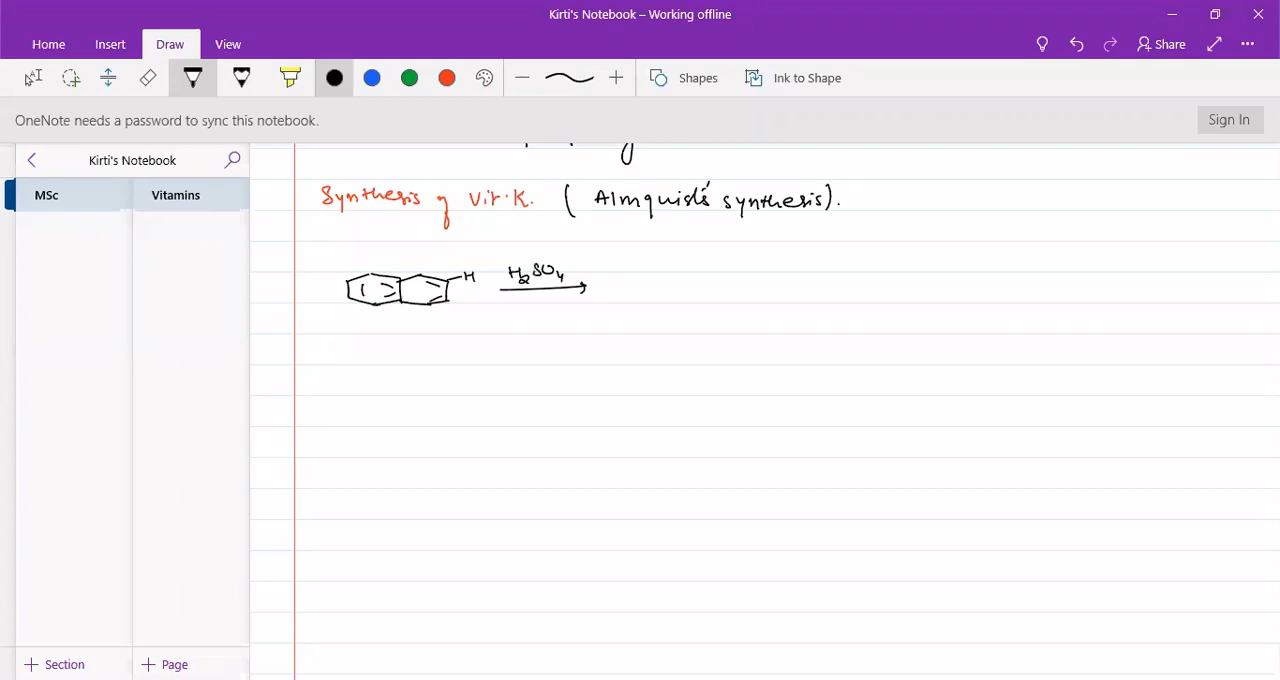 Kirti's Notebook – Working offline
Home Insert Draw View Share
Shapes Ink to Shape
OneNote needs a password to sync this notebook. Sign In
Kirti's Notebook
MSc Vitamins
Synthesis of Vit·K. ( Almquist's synthesis).
H H2SO4
Section Page